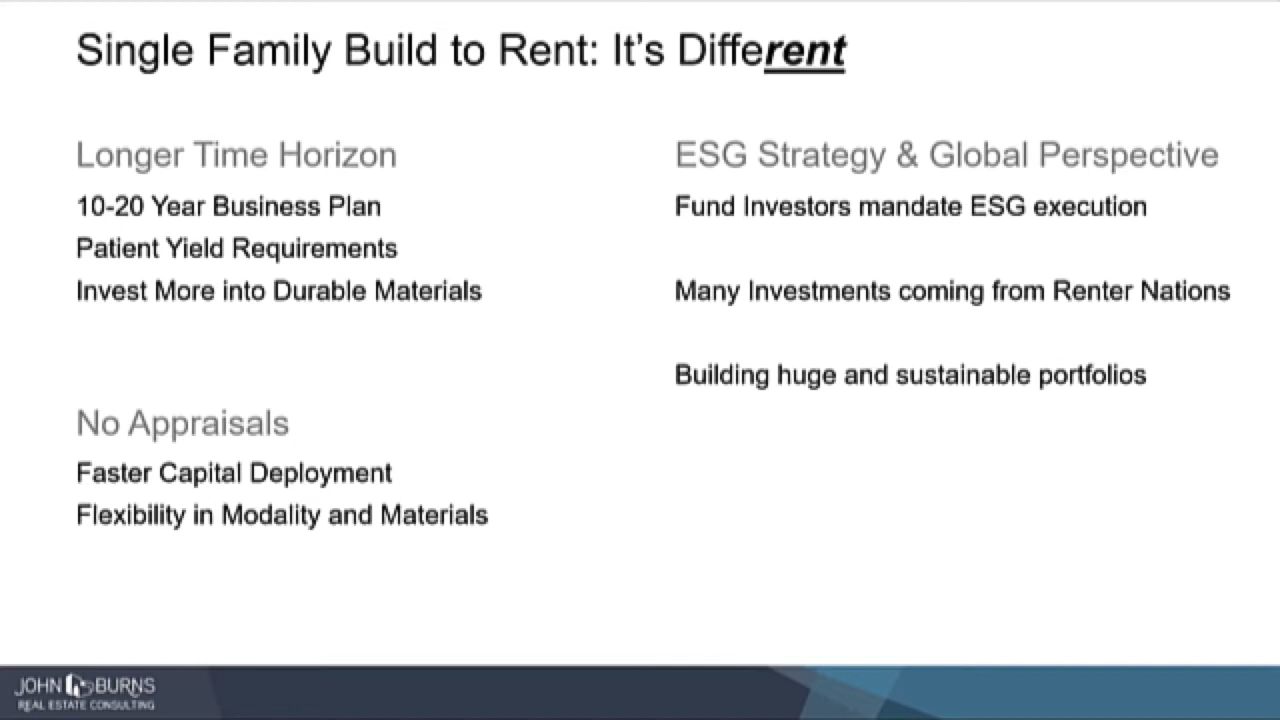 Single Family Build to Rent: It's Different
Longer Time Horizon
10-20 Year Business Plan
Patient Yield Requirements
Invest More into Durable Materials
No Appraisals
Faster Capital Deployment
Flexibility in Modality and Materials
ESG Strategy & Global Perspective
Fund Investors mandate ESG execution
Many Investments coming from Renter Nations
Building huge and sustainable portfolios
JOHN BURNS
REAL ESTATE CONSULTING